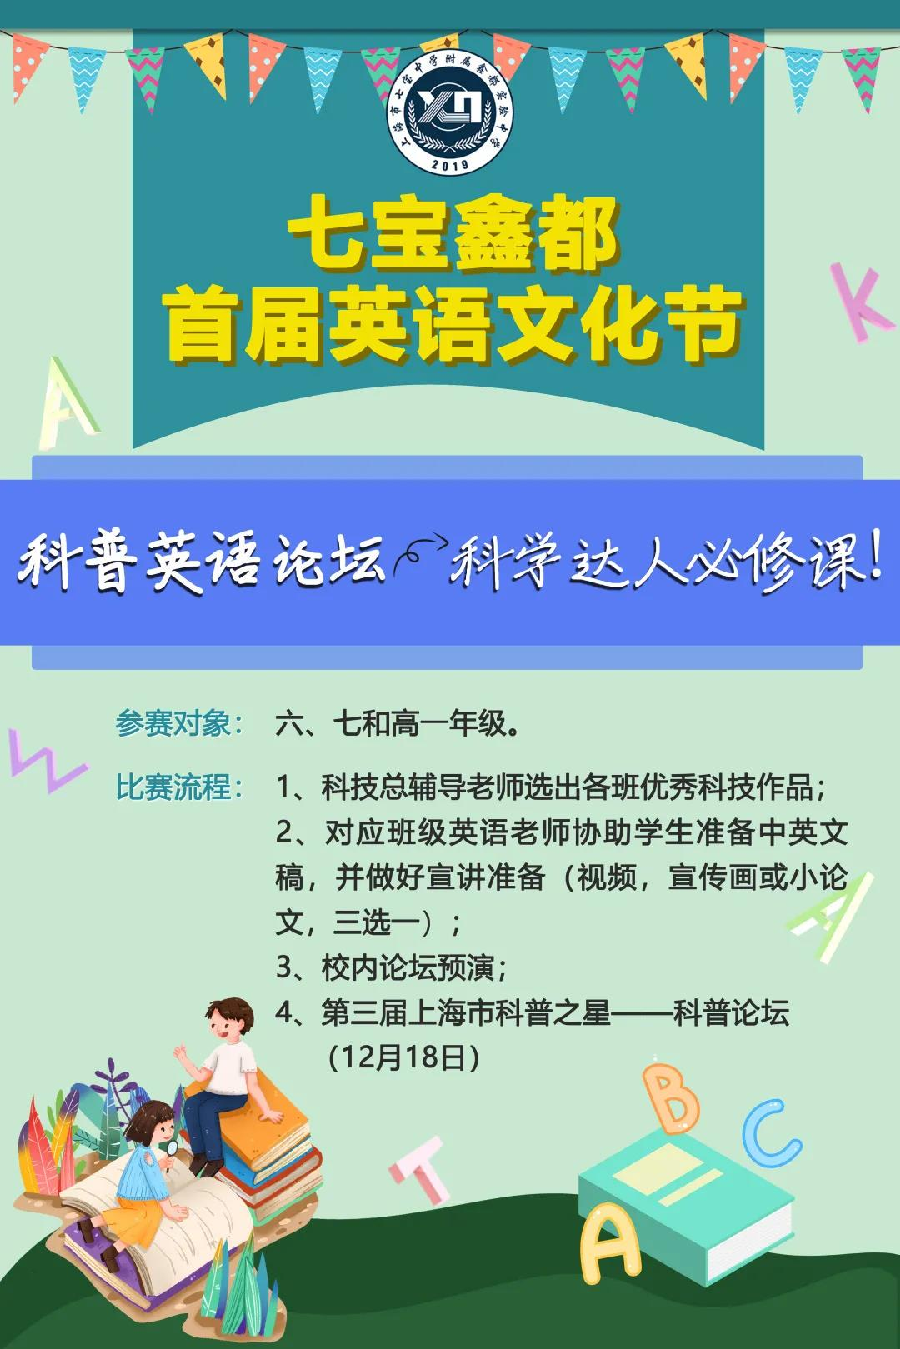 上海市七宝中学附属鑫都实验中学
2019
七宝鑫都
首届英语文化节
科普英语论坛 科学达人必修课!
参赛对象： 六、七和高一年级。
比赛流程： 1、科技总辅导老师选出各班优秀科技作品；
2、对应班级英语老师协助学生准备中英文
稿，并做好宣讲准备（视频，宣传画或小论
文，三选一）；
3、校内论坛预演；
4、第三届上海市科普之星——科普论坛
（12月18日）
A
K
W
A
T
B
C
A